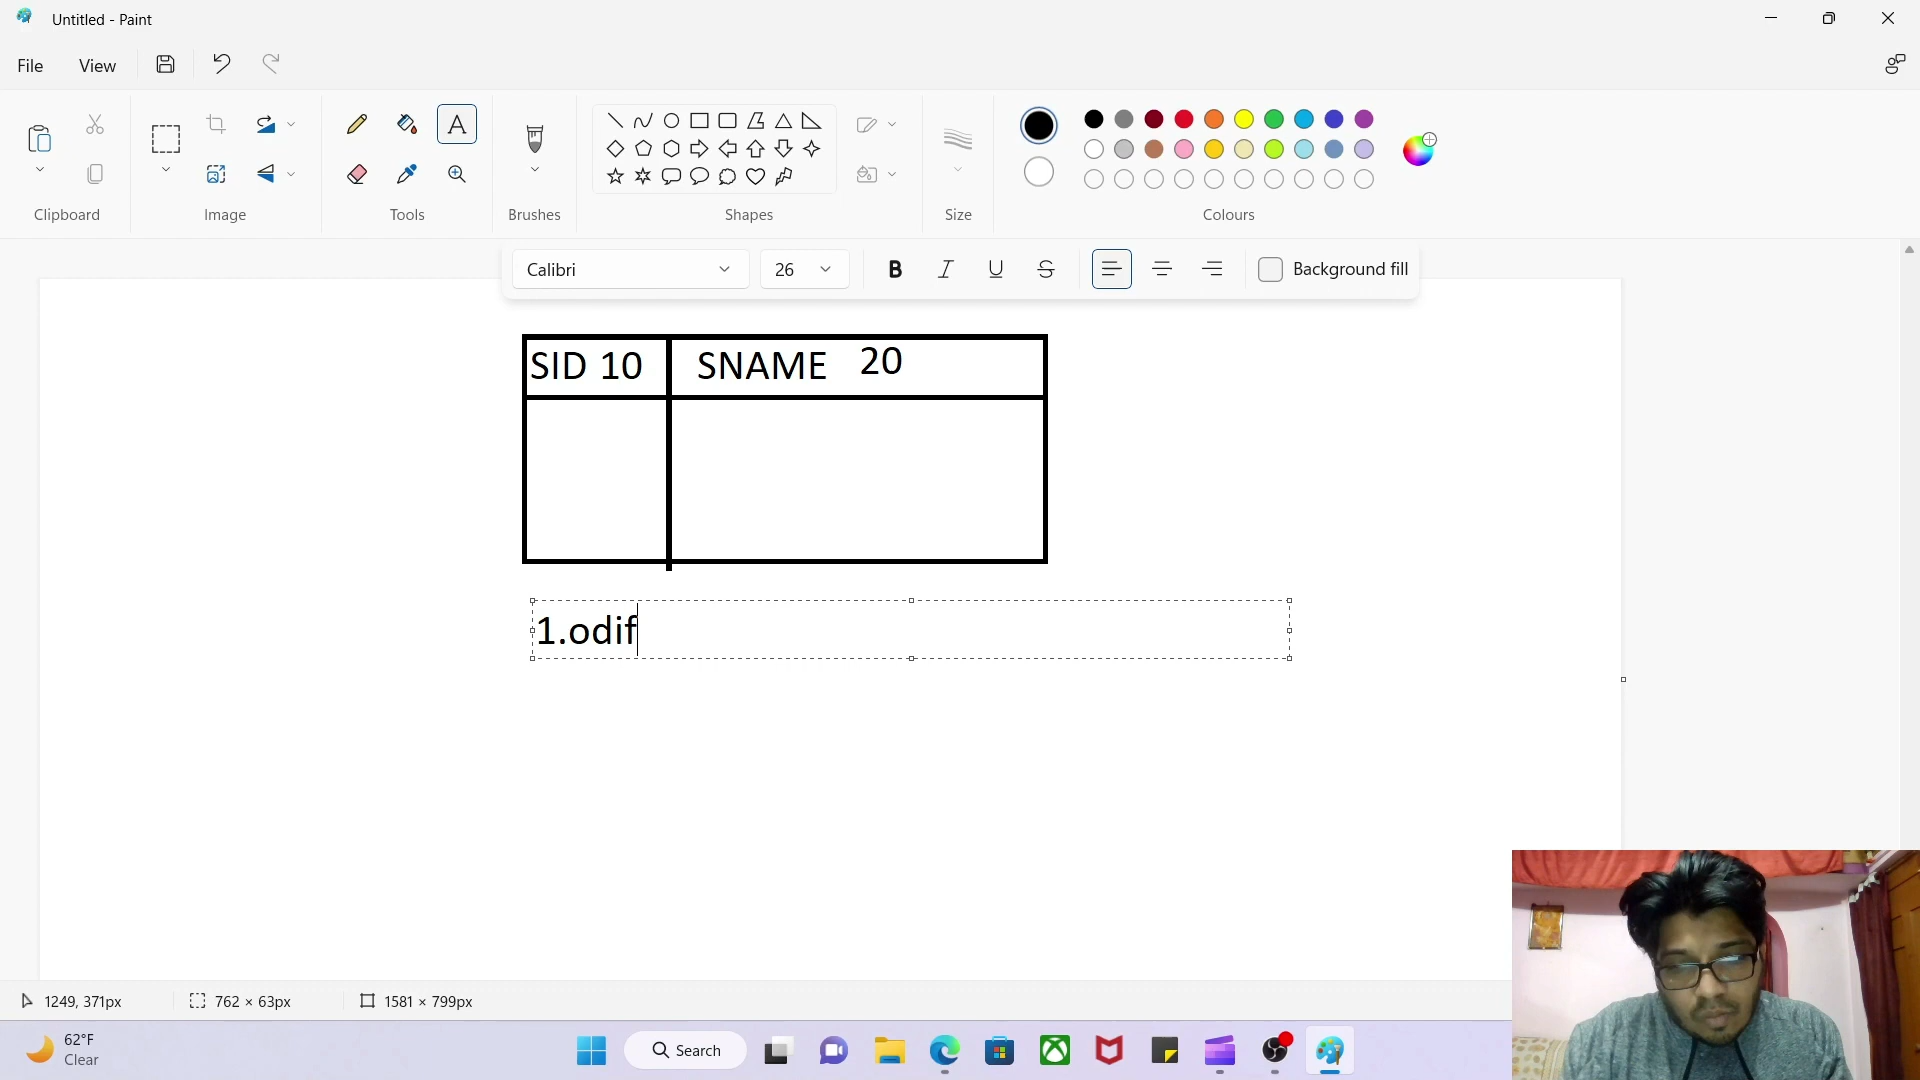 Untitled - Paint
File View
Clipboard
Image
Tools
Brushes
Shapes
Size
Colours
Calibri 26 B I U S Background fill
SID 10 SNAME 20
1.odif
1249, 371px 762 × 63px 1581 × 799px
62°F
Clear
Search